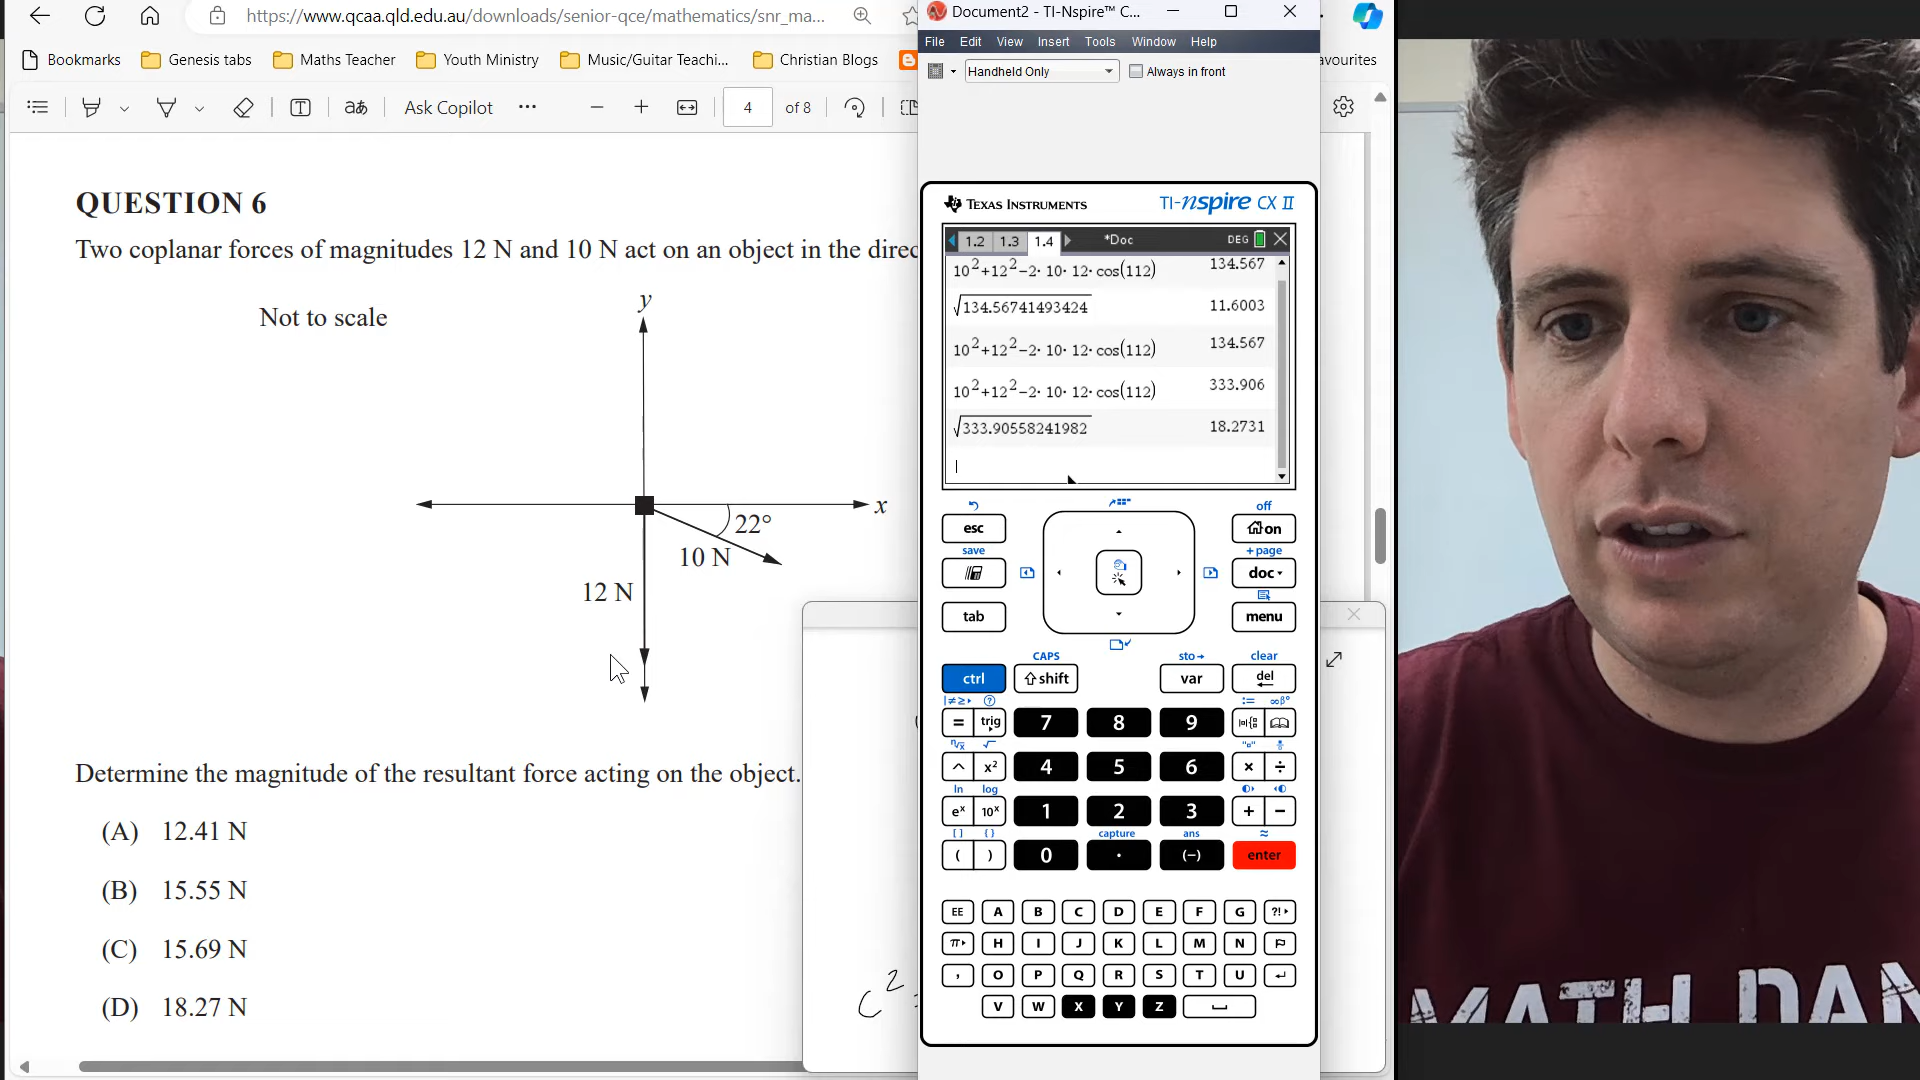 https://www.qcaa.qld.edu.au/downloads/senior-qce/mathematics/snr_ma...
Bookmarks Genesis tabs Maths Teacher Youth Ministry Music/Guitar Teachi... Christian Blogs
avourites
aあ Ask Copilot ... 4 of 8
QUESTION 6
Two coplanar forces of magnitudes 12 N and 10 N act on an object in the direc
Not to scale
y
x
22°
10 N
12 N
Determine the magnitude of the resultant force acting on the object.
(A) 12.41 N
(B) 15.55 N
(C) 15.69 N
(D) 18.27 N
c² =
Document2 - TI-Nspire™ C...
File Edit View Insert Tools Window Help
Handheld Only Always in front
TEXAS INSTRUMENTS TI-nspire CX II
1.2 1.3 1.4 *Doc DEG
10²+12²−2·10·12·cos(112) 134.567
√134.56741493424 11.6003
10²+12²−2·10·12·cos(112) 134.567
10²+12²−2·10·12·cos(112) 333.906
√333.90558241982 18.2731
off
esc on
save + page
doc
tab menu
CAPS sto→ clear
ctrl shift var del
|≠≥▸ := ∞β°
= trig 7 8 9
ⁿ√x √
^ x² 4 5 6 × ÷
ln log
eˣ 10ˣ 1 2 3 + −
[ ] { } capture ans ≈
( ) 0 . (−) enter
EE A B C D E F G ?!▸
π▸ H I J K L M N
, O P Q R S T U ↵
V W X Y Z
MATH DAN